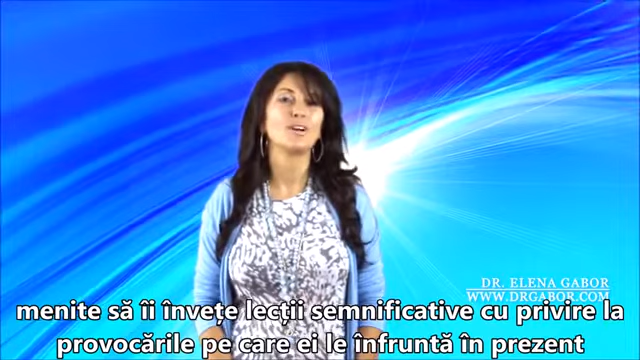 DR. ELENA GABOR
WWW.DRGABOR.COM
menite să îi învețe lecții semnificative cu privire la
provocările pe care ei le înfruntă în prezent